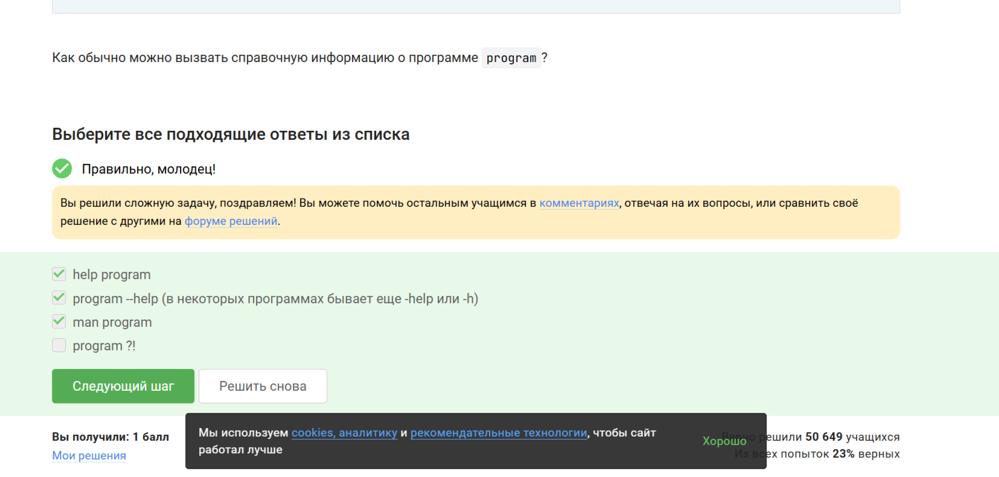 Как обычно можно вызвать справочную информацию о программе program ?
Выберите все подходящие ответы из списка
Правильно, молодец!
Вы решили сложную задачу, поздравляем! Вы можете помочь остальным учащимся в комментариях, отвечая на их вопросы, или сравнить своё
решение с другими на форуме решений.
help program
program --help (в некоторых программах бывает еще -help или -h)
man program
program ?!
Следующий шаг
Решить снова
Вы получили: 1 балл
Мои решения
Мы используем cookies, аналитику и рекомендательные технологии, чтобы сайт
работал лучше
Хорошо
Верно решили 50 649 учащихся
Из всех попыток 23% верных